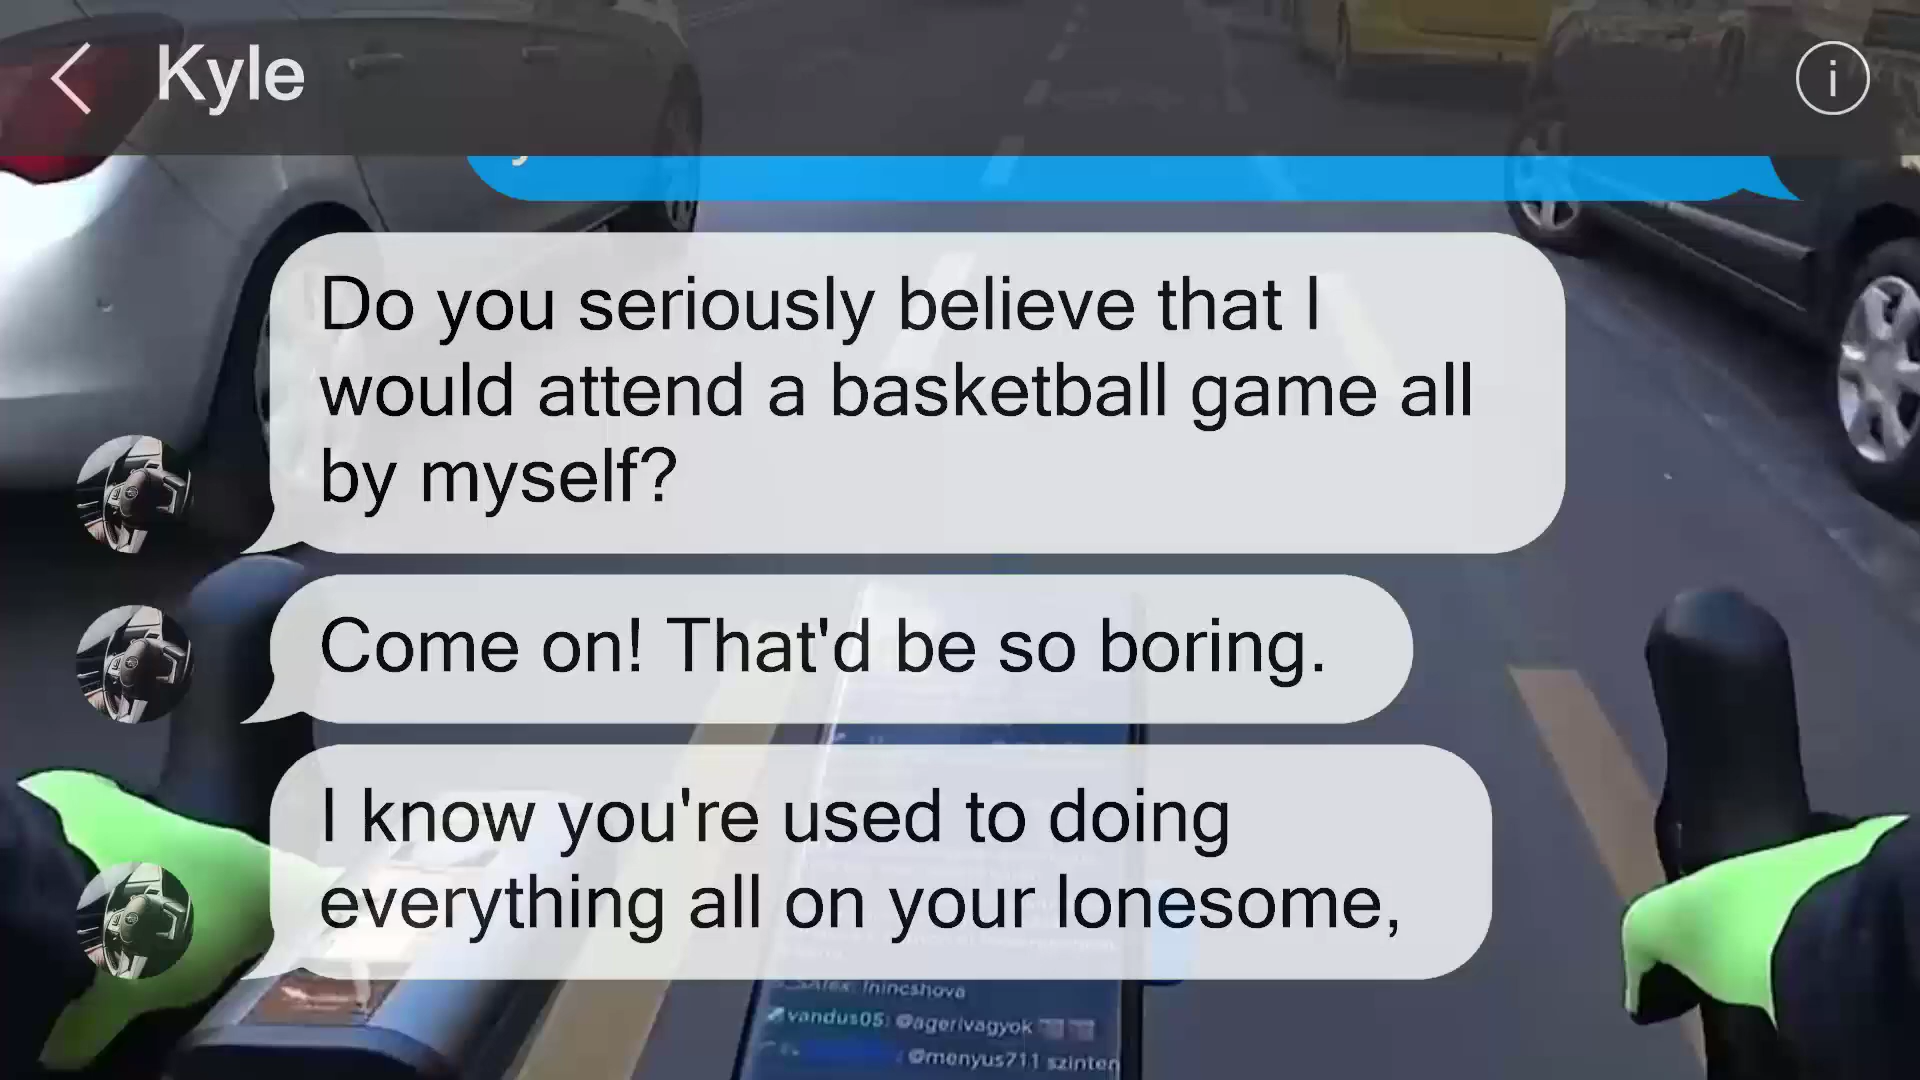 Kyle
Do you seriously believe that I
would attend a basketball game all
by myself?
Come on! That'd be so boring.
I know you're used to doing
everything all on your lonesome,
Inincshova
vandus05: @agerivagyok
: @menyus711 szinten